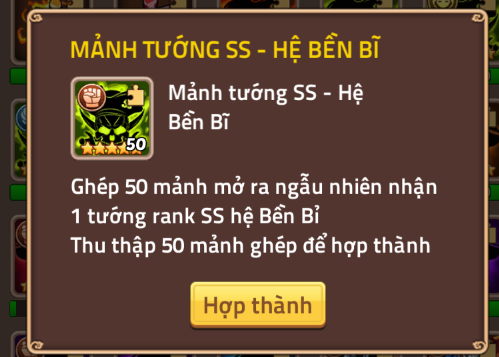 MẢNH TƯỚNG SS - HỆ BỀN BĨ
Mảnh tướng SS - Hệ
Bền Bĩ
50
Ghép 50 mảnh mở ra ngẫu nhiên nhận
1 tướng rank SS hệ Bền Bỉ
Thu thập 50 mảnh ghép để hợp thành
Hợp thành